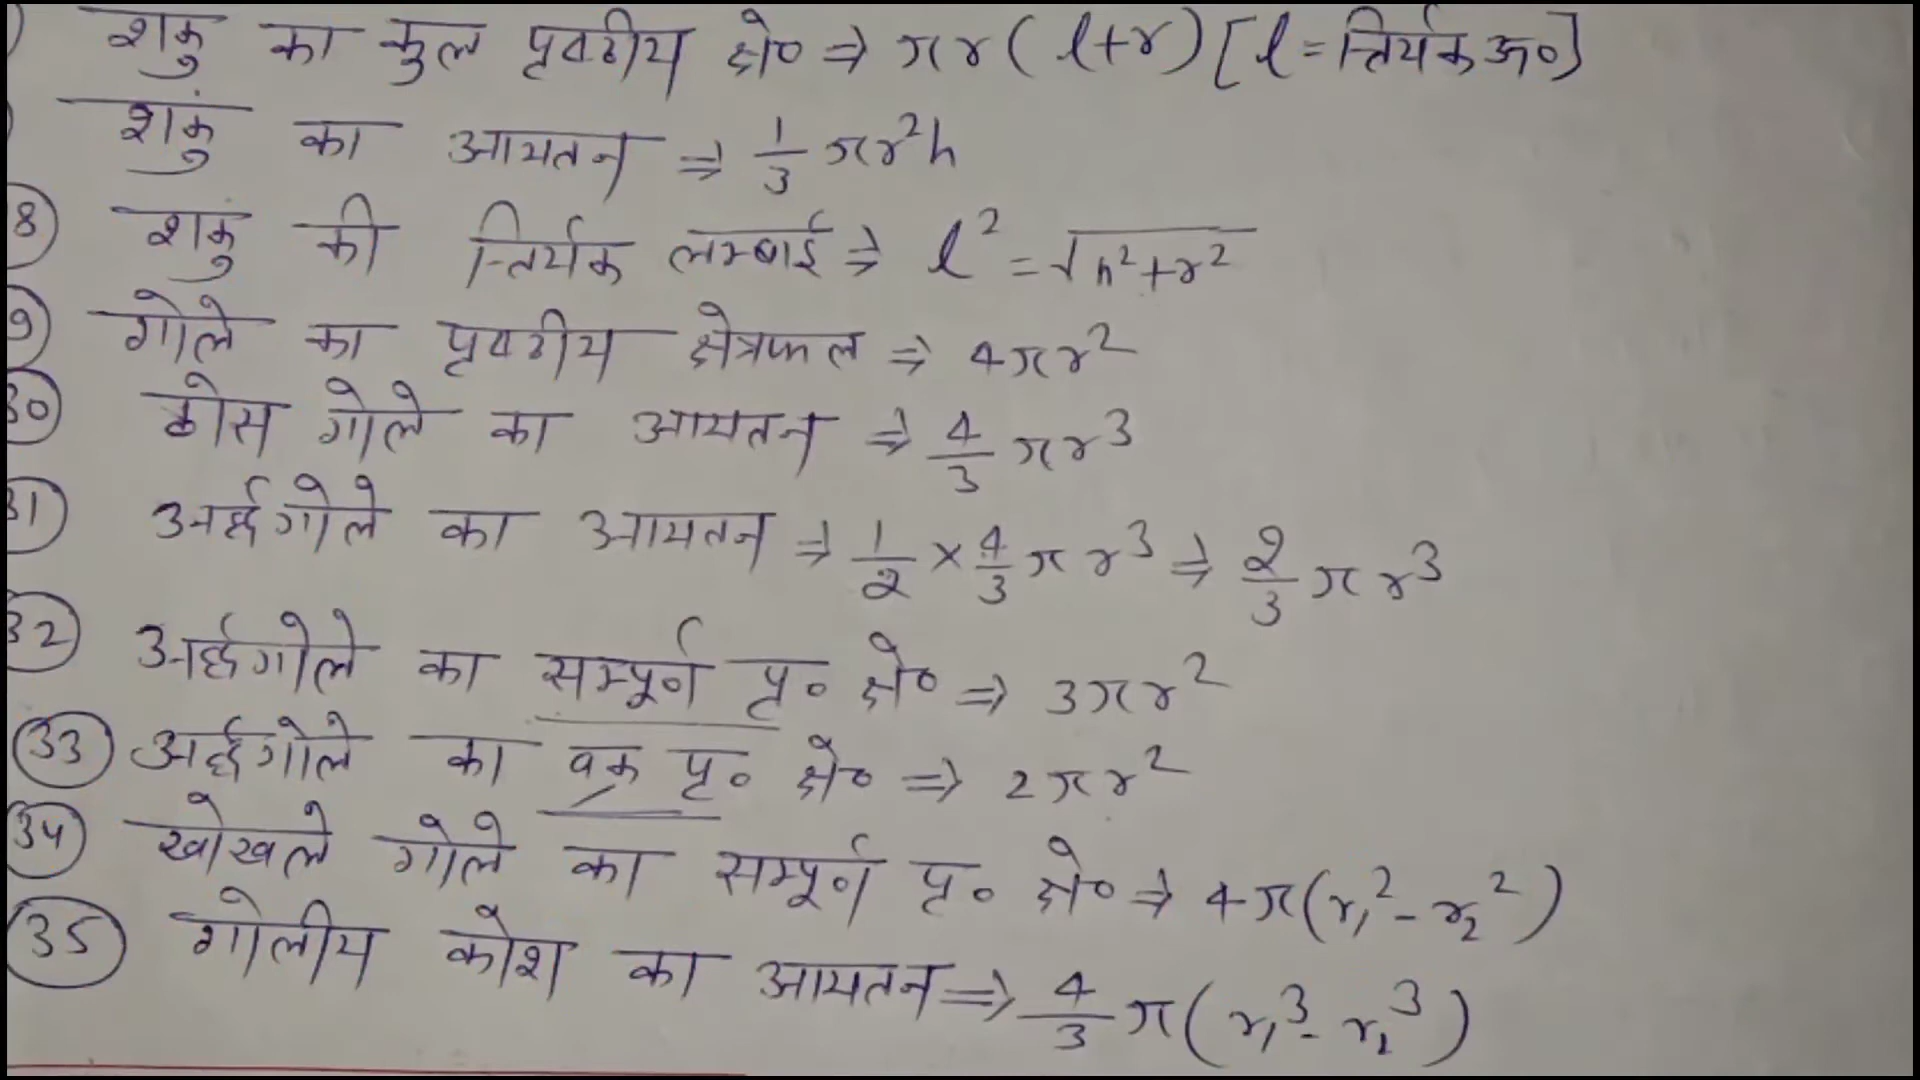 ) शंकु का कुल पृष्ठीय क्षे० ⇒ πr(l+r) [l = तिर्यक ऊ०]
) शंकु का आयतन ⇒ 1/3 πr²h
28 शंकु की तिर्यक लम्बाई ⇒ l² = √h²+r²
9 गोले का पृष्ठीय क्षेत्रफल ⇒ 4πr²
30 ठोस गोले का आयतन ⇒ 4/3 πr³
31 अर्द्धगोले का आयतन ⇒ 1/2 × 4/3 πr³ ⇒ 2/3 πr³
32 अर्द्धगोले का सम्पूर्ण पृ० क्षे० ⇒ 3πr²
33 अर्द्धगोले का वक्र पृ० क्षे० ⇒ 2πr²
34 खोखले गोले का सम्पूर्ण पृ० क्षे० ⇒ 4π(r₁² - r₂²)
35 गोलीय कोश का आयतन ⇒ 4/3 π(r₁³ - r₂³)